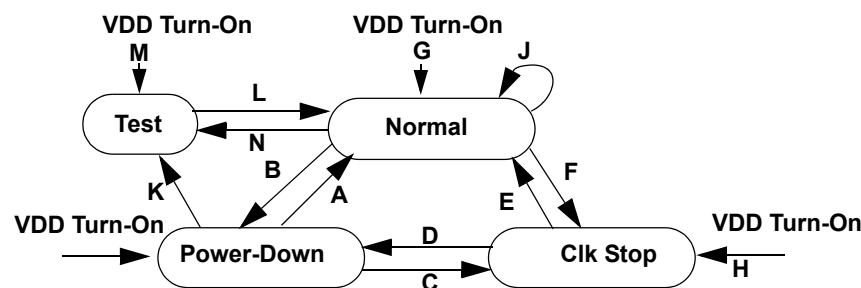 VDD Turn-On
VDD Turn-On
M
G
J
L
Test
Normal
N
B
F
K
A
E
VDD Turn-On
VDD Turn-On
D
Power-Down
Clk Stop
H
C